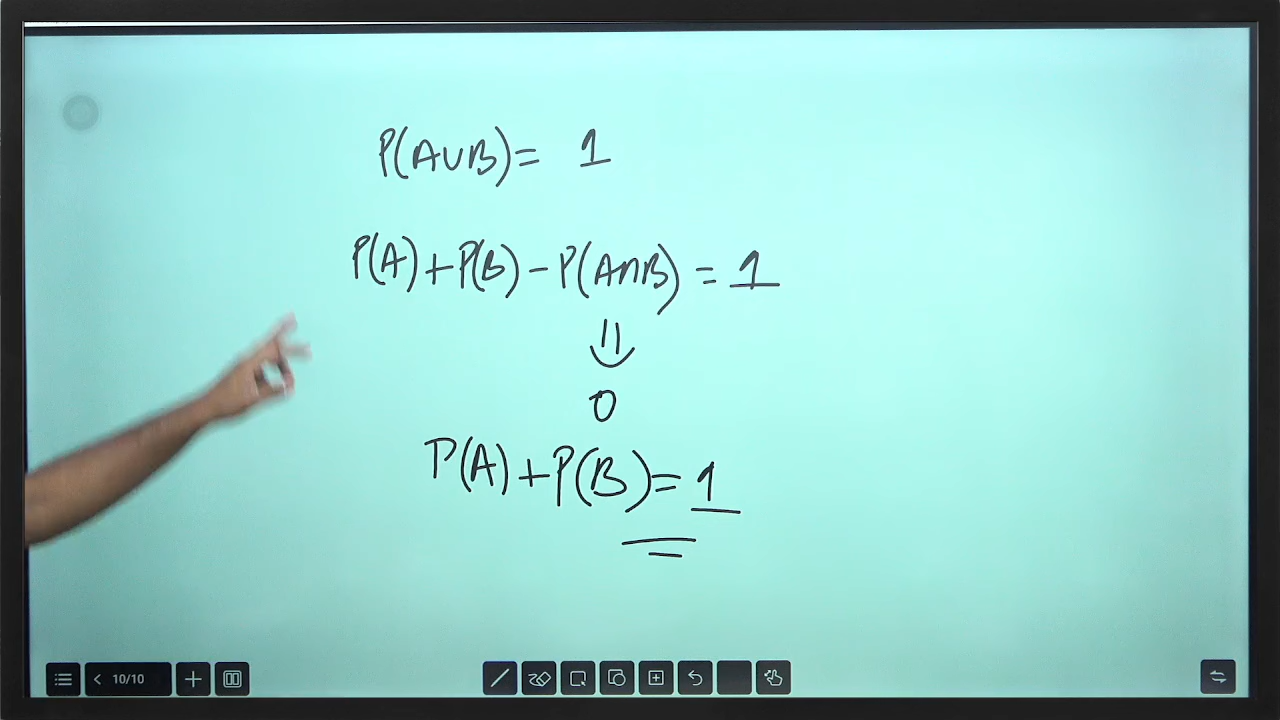 P(A∪B) = 1
P(A) + P(B) - P(A∩B) = 1
0
P(A) + P(B) = 1
10/10